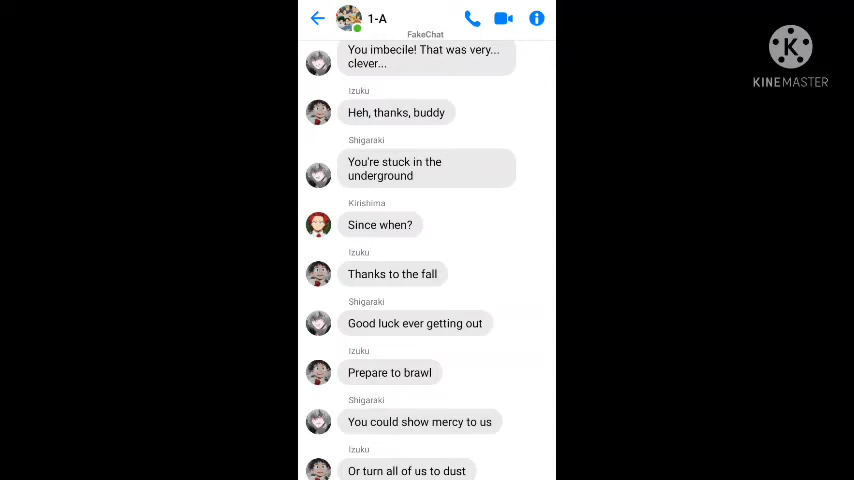 1-A
FakeChat
You imbecile! That was very...
clever...
Izuku
Heh, thanks, buddy
Shigaraki
You're stuck in the
underground
Kirishima
Since when?
Izuku
Thanks to the fall
Shigaraki
Good luck ever getting out
Izuku
Prepare to brawl
Shigaraki
You could show mercy to us
Izuku
Or turn all of us to dust
K
KINEMASTER